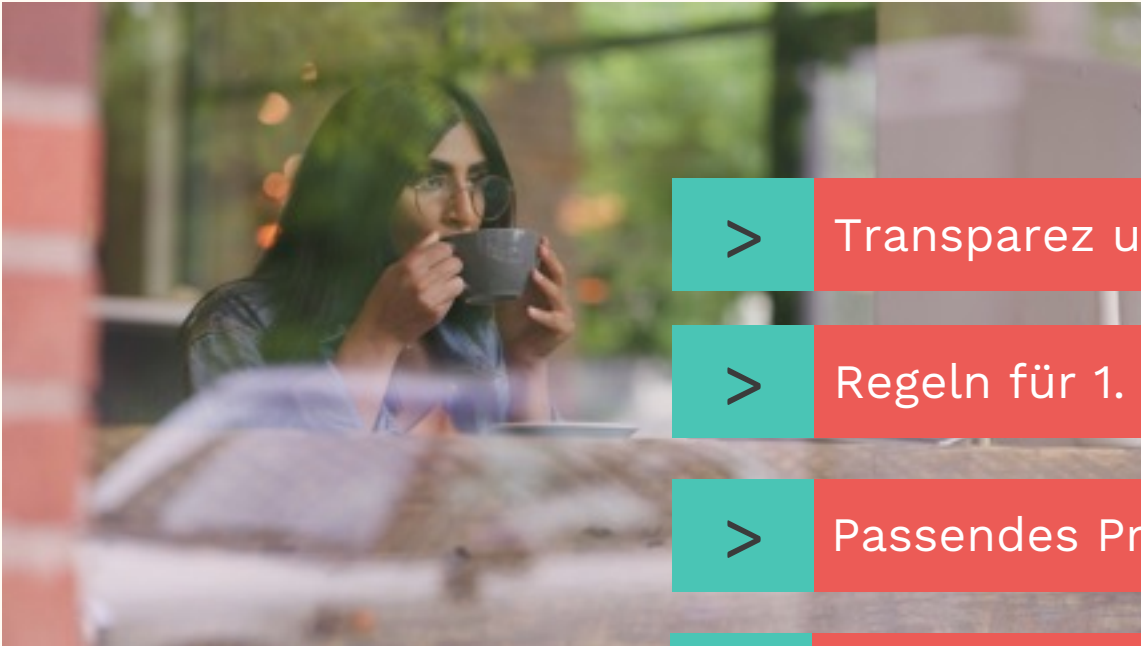 > Transparez u
> Regeln für 1.
> Passendes Pr